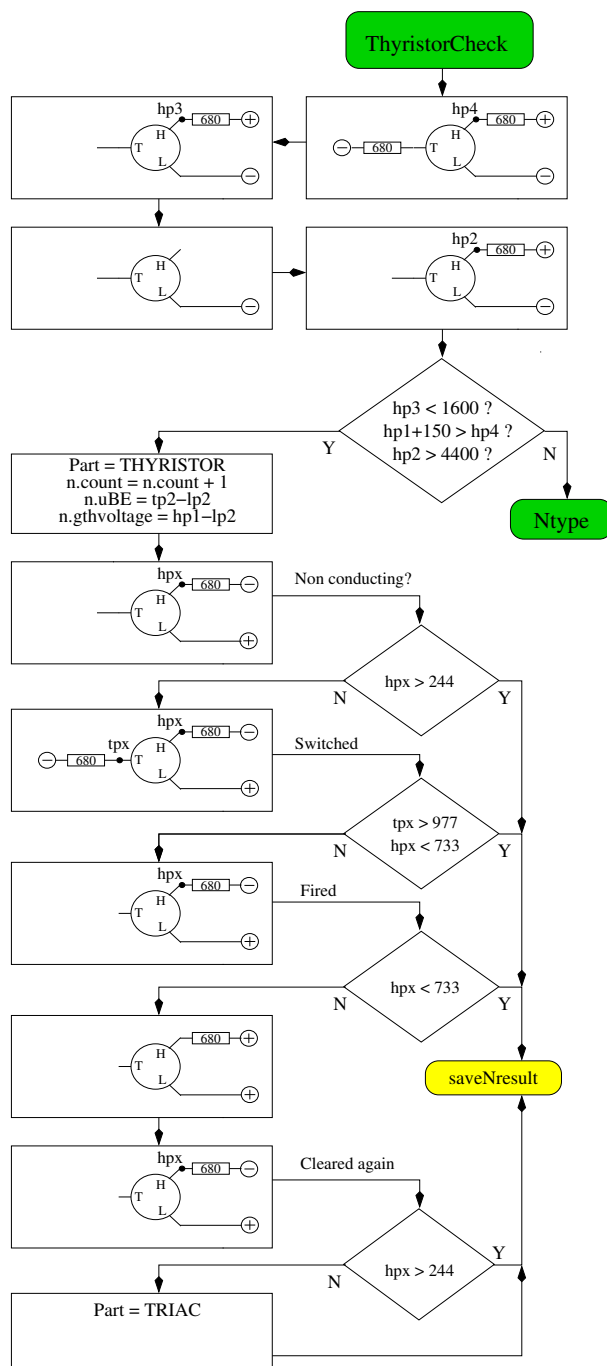 ThyristorCheck
hp3
680
+
H
T
L
−
hp4
680
+
−
680
H
T
L
−
H
T
L
−
hp2
680
+
H
T
L
−
hp3 < 1600 ?
hp1+150 > hp4 ?
hp2 > 4400 ?
Y
N
Part = THYRISTOR
n.count = n.count + 1
n.uBE = tp2−lp2
n.gthvoltage = hp1−lp2
Ntype
hpx
680
−
H
T
L
+
Non conducting?
hpx > 244
N
Y
hpx
tpx
680
−
−
680
H
T
L
+
Switched
tpx > 977
hpx < 733
N
Y
hpx
680
−
H
T
L
+
Fired
hpx < 733
N
Y
680
+
H
T
L
+
saveNresult
hpx
680
−
H
T
L
+
Cleared again
hpx > 244
N
Y
Part = TRIAC